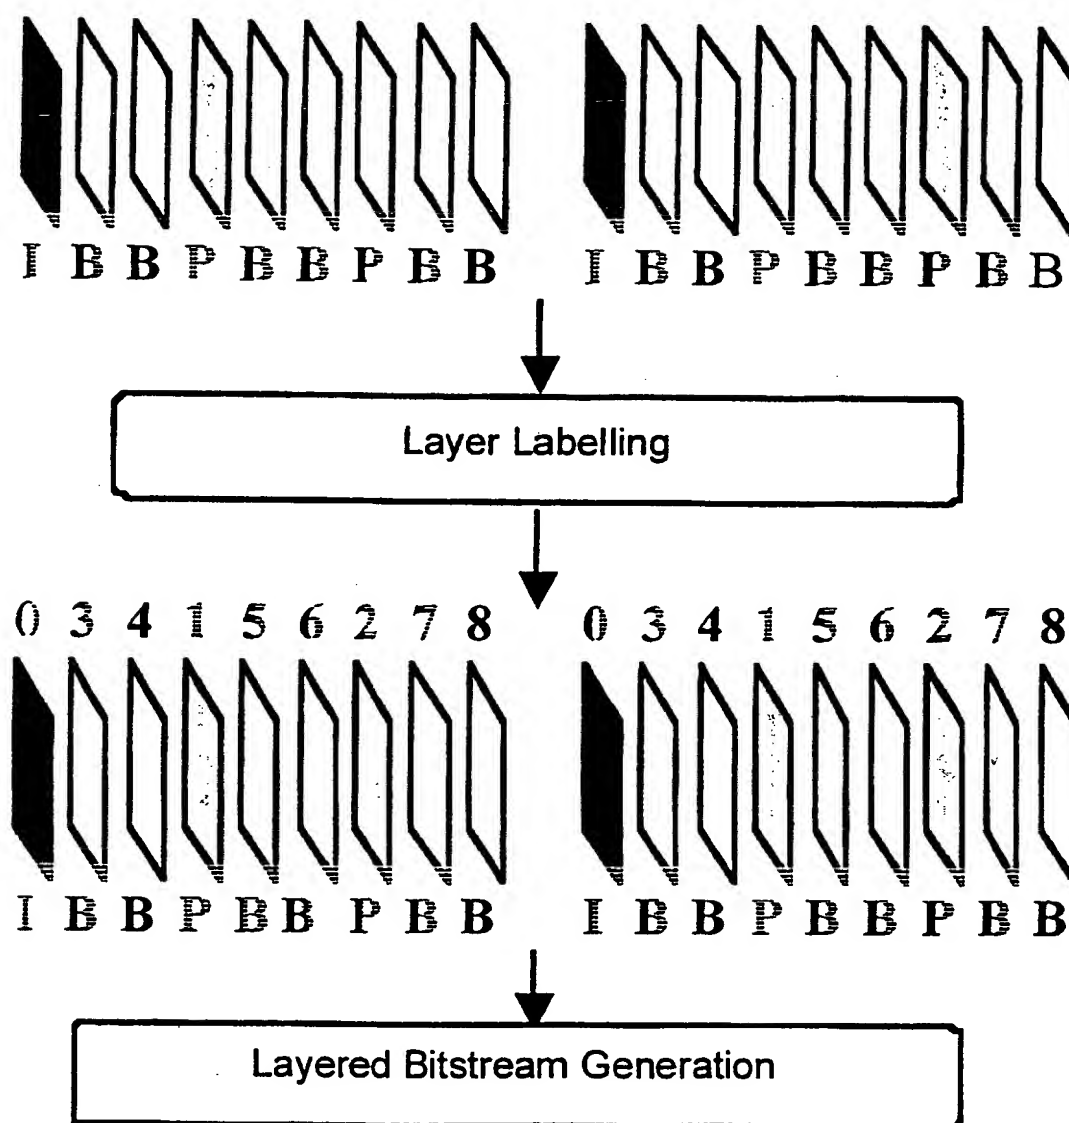 I B B P B B P B B I B B P B B P B B
Layer Labelling
0 3 4 1 5 6 2 7 8 0 3 4 1 5 6 2 7 8
I B B P B B P B B I B B P B B P B B
Layered Bitstream Generation